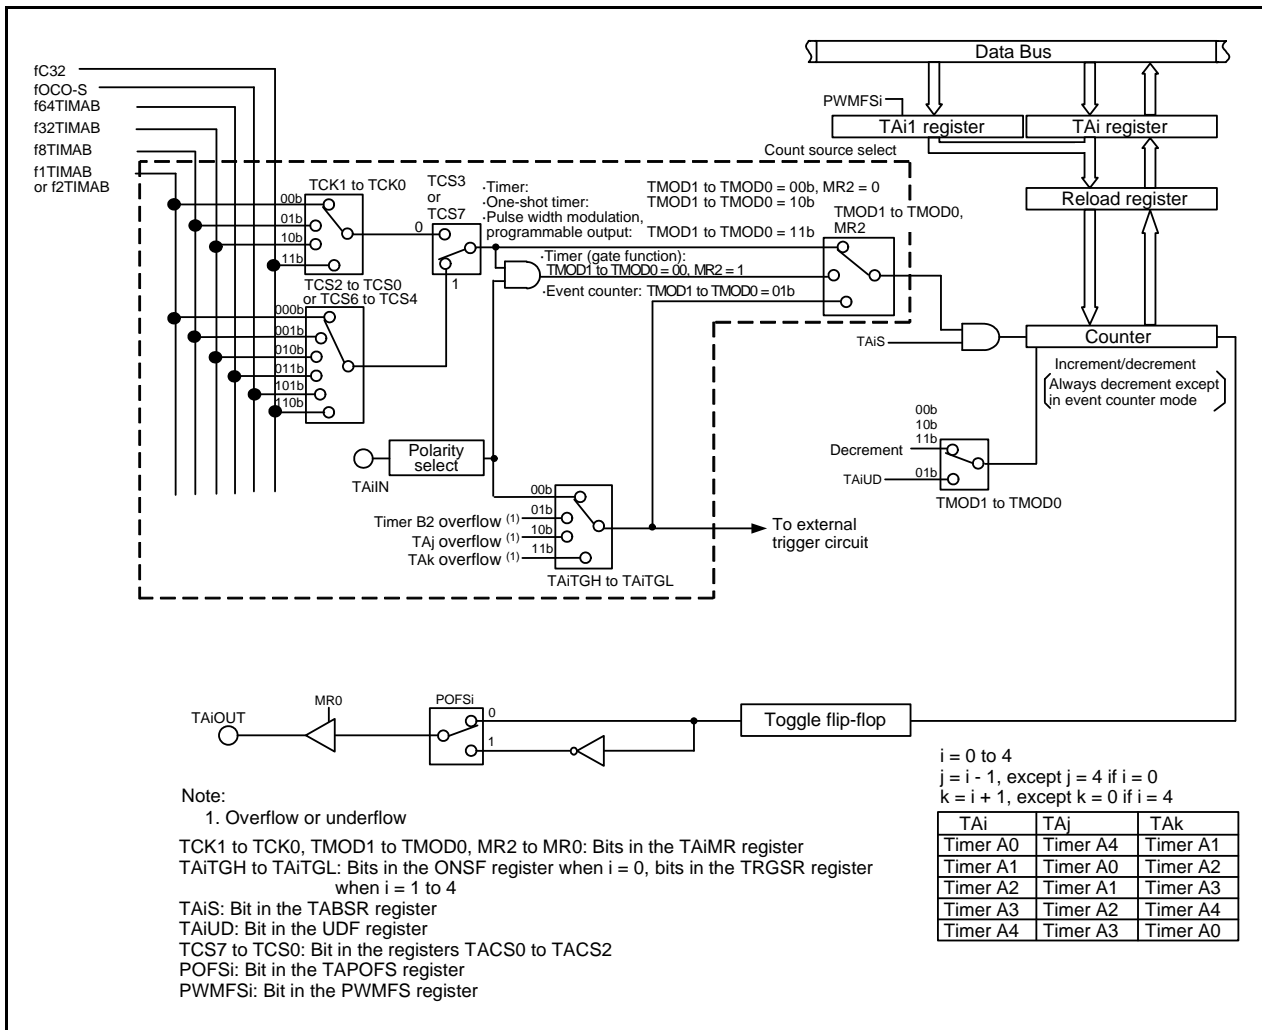 Data Bus
fC32
fOCO-S
f64TIMAB
f32TIMAB
f8TIMAB
f1TIMAB
or f2TIMAB
PWMFSi
TAi1 register
TAi register
Count source select
Reload register
TCK1 to TCK0
00b
01b
10b
11b
TCS3
or
TCS7
0
1
·Timer: TMOD1 to TMOD0 = 00b, MR2 = 0
·One-shot timer: TMOD1 to TMOD0 = 10b
·Pulse width modulation,
programmable output: TMOD1 to TMOD0 = 11b
TMOD1 to TMOD0,
MR2
·Timer (gate function):
TMOD1 to TMOD0 = 00, MR2 = 1
·Event counter: TMOD1 to TMOD0 = 01b
TCS2 to TCS0
or TCS6 to TCS4
000b
001b
010b
011b
101b
110b
TAiS
Counter
Increment/decrement
(Always decrement except
in event counter mode)
00b
10b
11b
Decrement
TAiUD
01b
TMOD1 to TMOD0
TAiIN
Polarity
select
00b
Timer B2 overflow (1)
01b
TAj overflow (1)
10b
TAk overflow (1)
11b
TAiTGH to TAiTGL
To external
trigger circuit
TAiOUT
MR0
POFSi
0
1
Toggle flip-flop
i = 0 to 4
j = i - 1, except j = 4 if i = 0
k = i + 1, except k = 0 if i = 4
TAi TAj TAk
Timer A0 Timer A4 Timer A1
Timer A1 Timer A0 Timer A2
Timer A2 Timer A1 Timer A3
Timer A3 Timer A2 Timer A4
Timer A4 Timer A3 Timer A0
Note:
1. Overflow or underflow
TCK1 to TCK0, TMOD1 to TMOD0, MR2 to MR0: Bits in the TAiMR register
TAiTGH to TAiTGL: Bits in the ONSF register when i = 0, bits in the TRGSR register
when i = 1 to 4
TAiS: Bit in the TABSR register
TAiUD: Bit in the UDF register
TCS7 to TCS0: Bit in the registers TACS0 to TACS2
POFSi: Bit in the TAPOFS register
PWMFSi: Bit in the PWMFS register